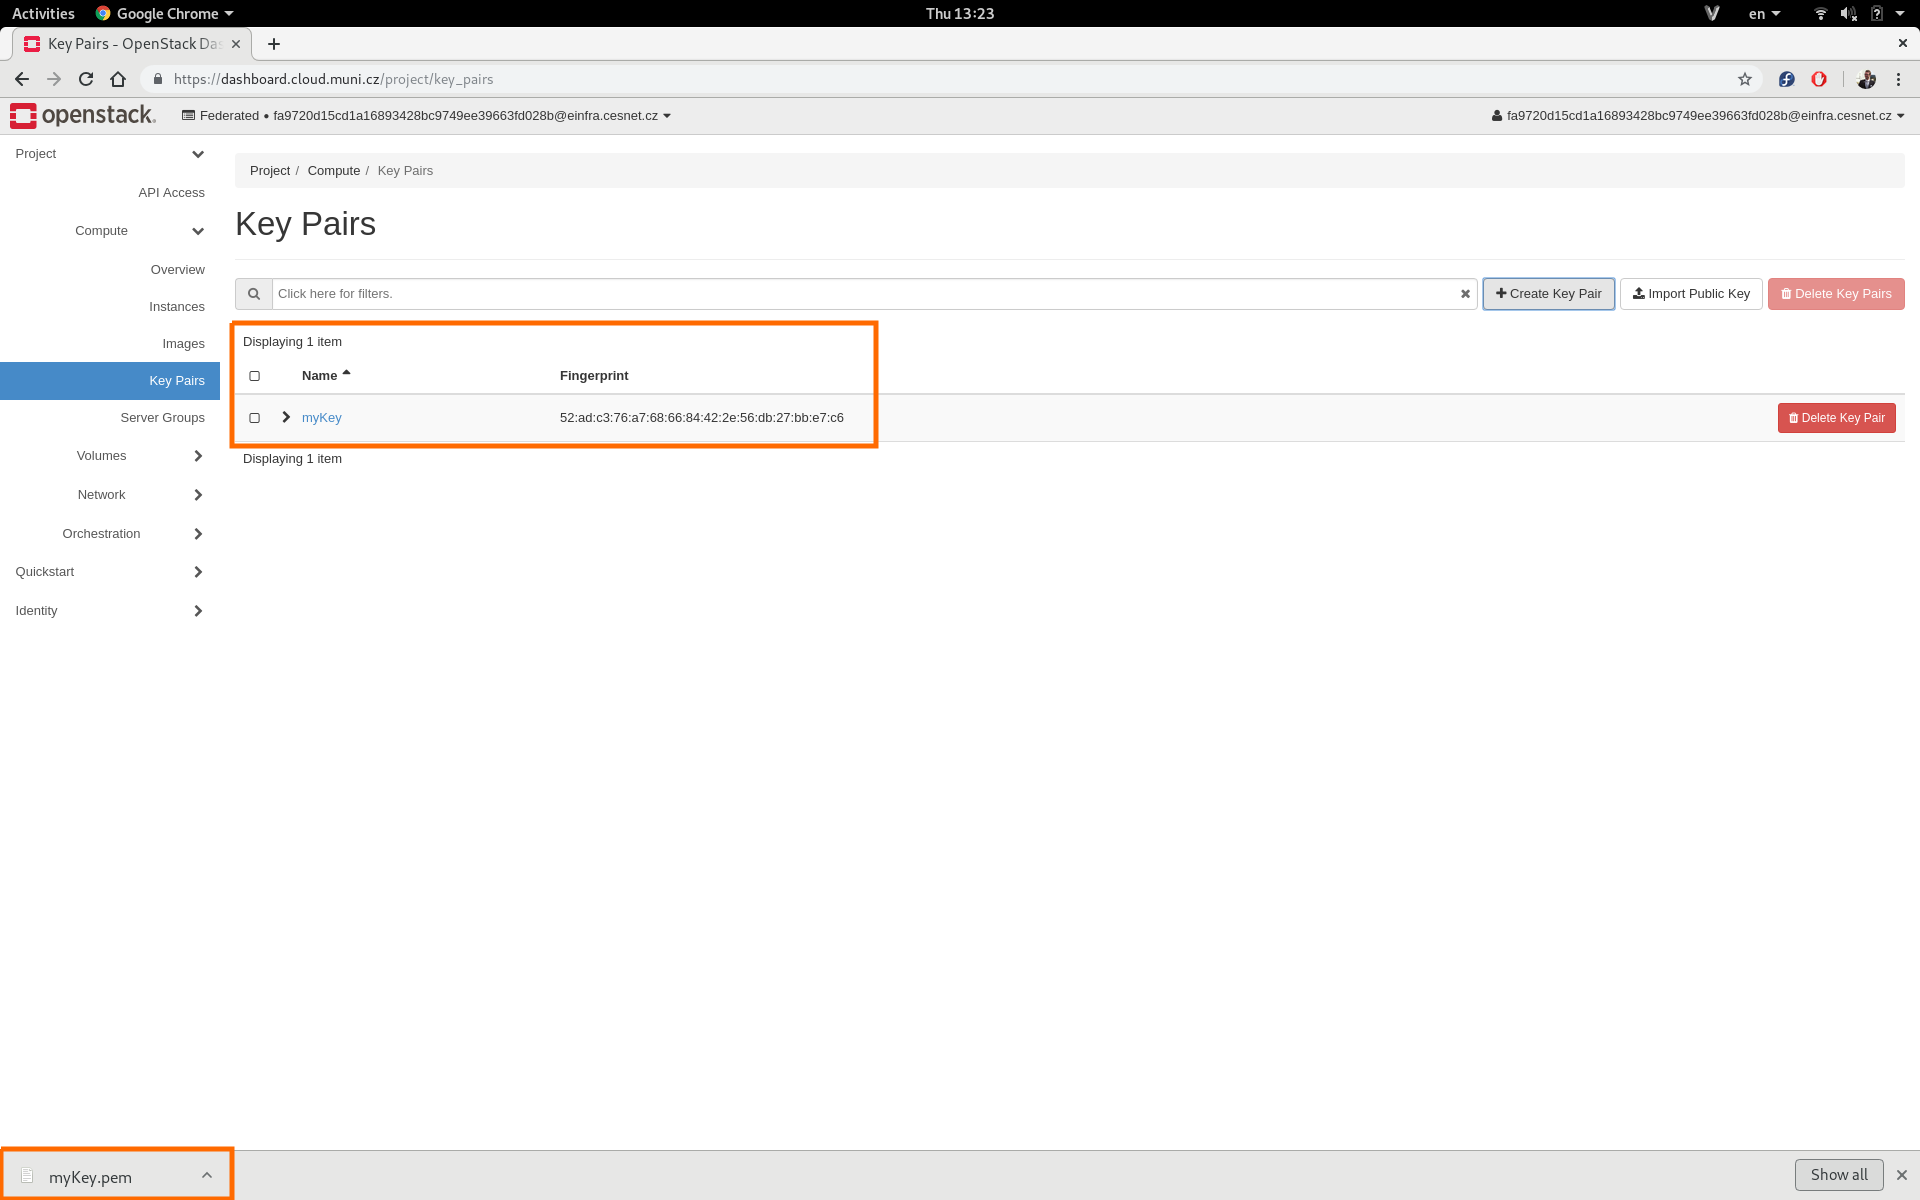 Activities Google Chrome Thu 13:23 en
Key Pairs - OpenStack Das
https://dashboard.cloud.muni.cz/project/key_pairs
openstack. Federated • fa9720d15cd1a16893428bc9749ee39663fd028b@einfra.cesnet.cz fa9720d15cd1a16893428bc9749ee39663fd028b@einfra.cesnet.cz
Project
API Access
Compute
Overview
Instances
Images
Key Pairs
Server Groups
Volumes
Network
Orchestration
Quickstart
Identity
Project / Compute / Key Pairs
Key Pairs
Click here for filters. Create Key Pair Import Public Key Delete Key Pairs
Displaying 1 item
Name Fingerprint
myKey 52:ad:c3:76:a7:68:66:84:42:2e:56:db:27:bb:e7:c6 Delete Key Pair
Displaying 1 item
myKey.pem Show all